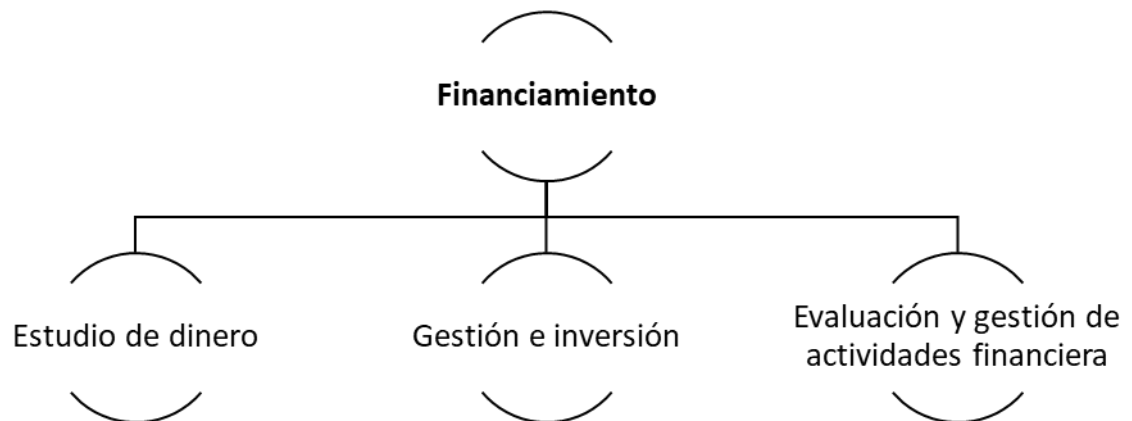 Financiamiento
Estudio de dinero
Gestión e inversión
Evaluación y gestión de
actividades financiera